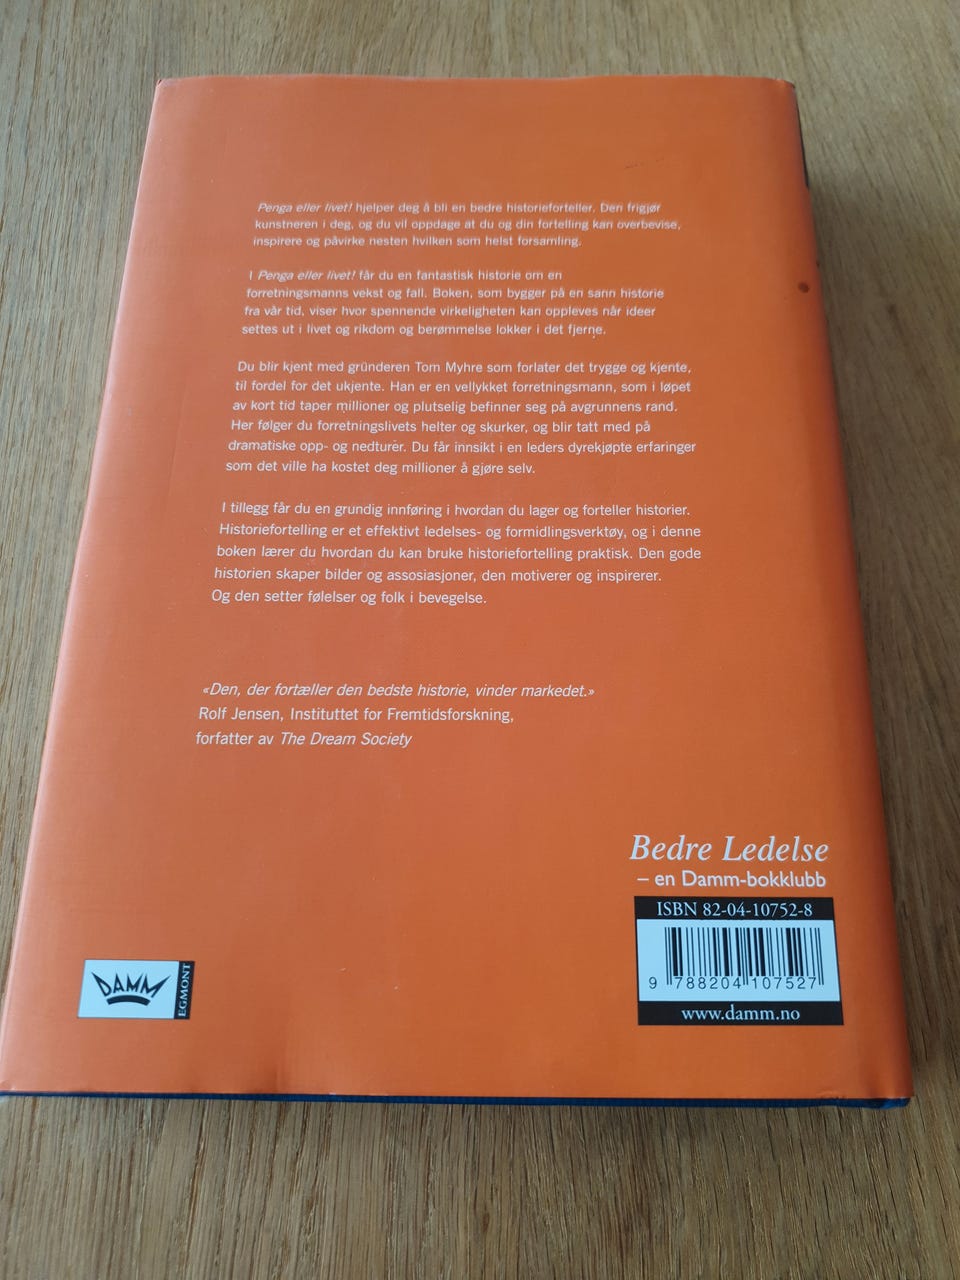 Penga eller livet! hjelper deg å bli en bedre historieforteller. Den frigjør
kunstneren i deg, og du vil oppdage at du og din fortelling kan overbevise,
inspirere og påvirke nesten hvilken som helst forsamling.
I Penga eller livet! får du en fantastisk historie om en
forretningsmanns vekst og fall. Boken, som bygger på en sann historie
fra vår tid, viser hvor spennende virkeligheten kan oppleves når ideer
settes ut i livet og rikdom og berømmelse lokker i det fjerne.
Du blir kjent med gründeren Tom Myhre som forlater det trygge og kjente,
til fordel for det ukjente. Han er en vellykket forretningsmann, som i løpet
av kort tid taper millioner og plutselig befinner seg på avgrunnens rand.
Her følger du forretningslivets helter og skurker, og blir tatt med på
dramatiske opp- og nedturer. Du får innsikt i en leders dyrekjøpte erfaringer
som det ville ha kostet deg millioner å gjøre selv.
I tillegg får du en grundig innføring i hvordan du lager og forteller historier.
Historiefortelling er et effektivt ledelses- og formidlingsverktøy, og i denne
boken lærer du hvordan du kan bruke historiefortelling praktisk. Den gode
historien skaper bilder og assosiasjoner, den motiverer og inspirerer.
Og den setter følelser og folk i bevegelse.
«Den, der fortæller den bedste historie, vinder markedet.»
Rolf Jensen, Instituttet for Fremtidsforskning,
forfatter av The Dream Society
Bedre Ledelse
– en Damm-bokklubb
ISBN 82-04-10752-8
9 788204 107527
www.damm.no
DAMM
EGMONT